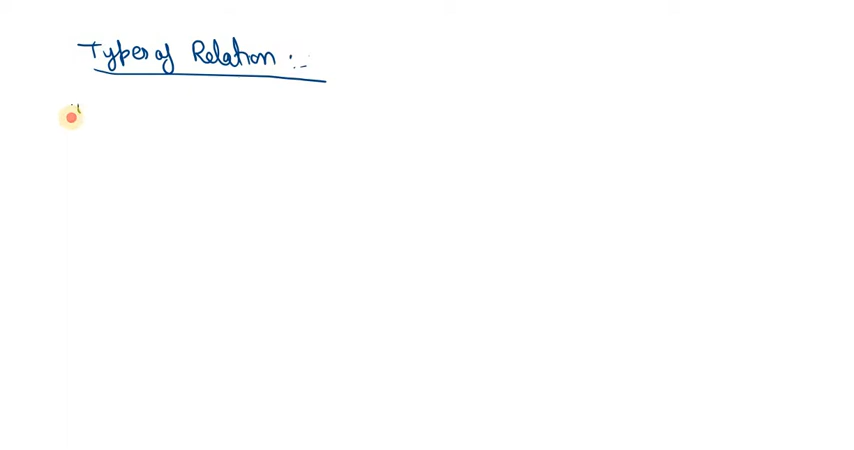 Types of Relation :-